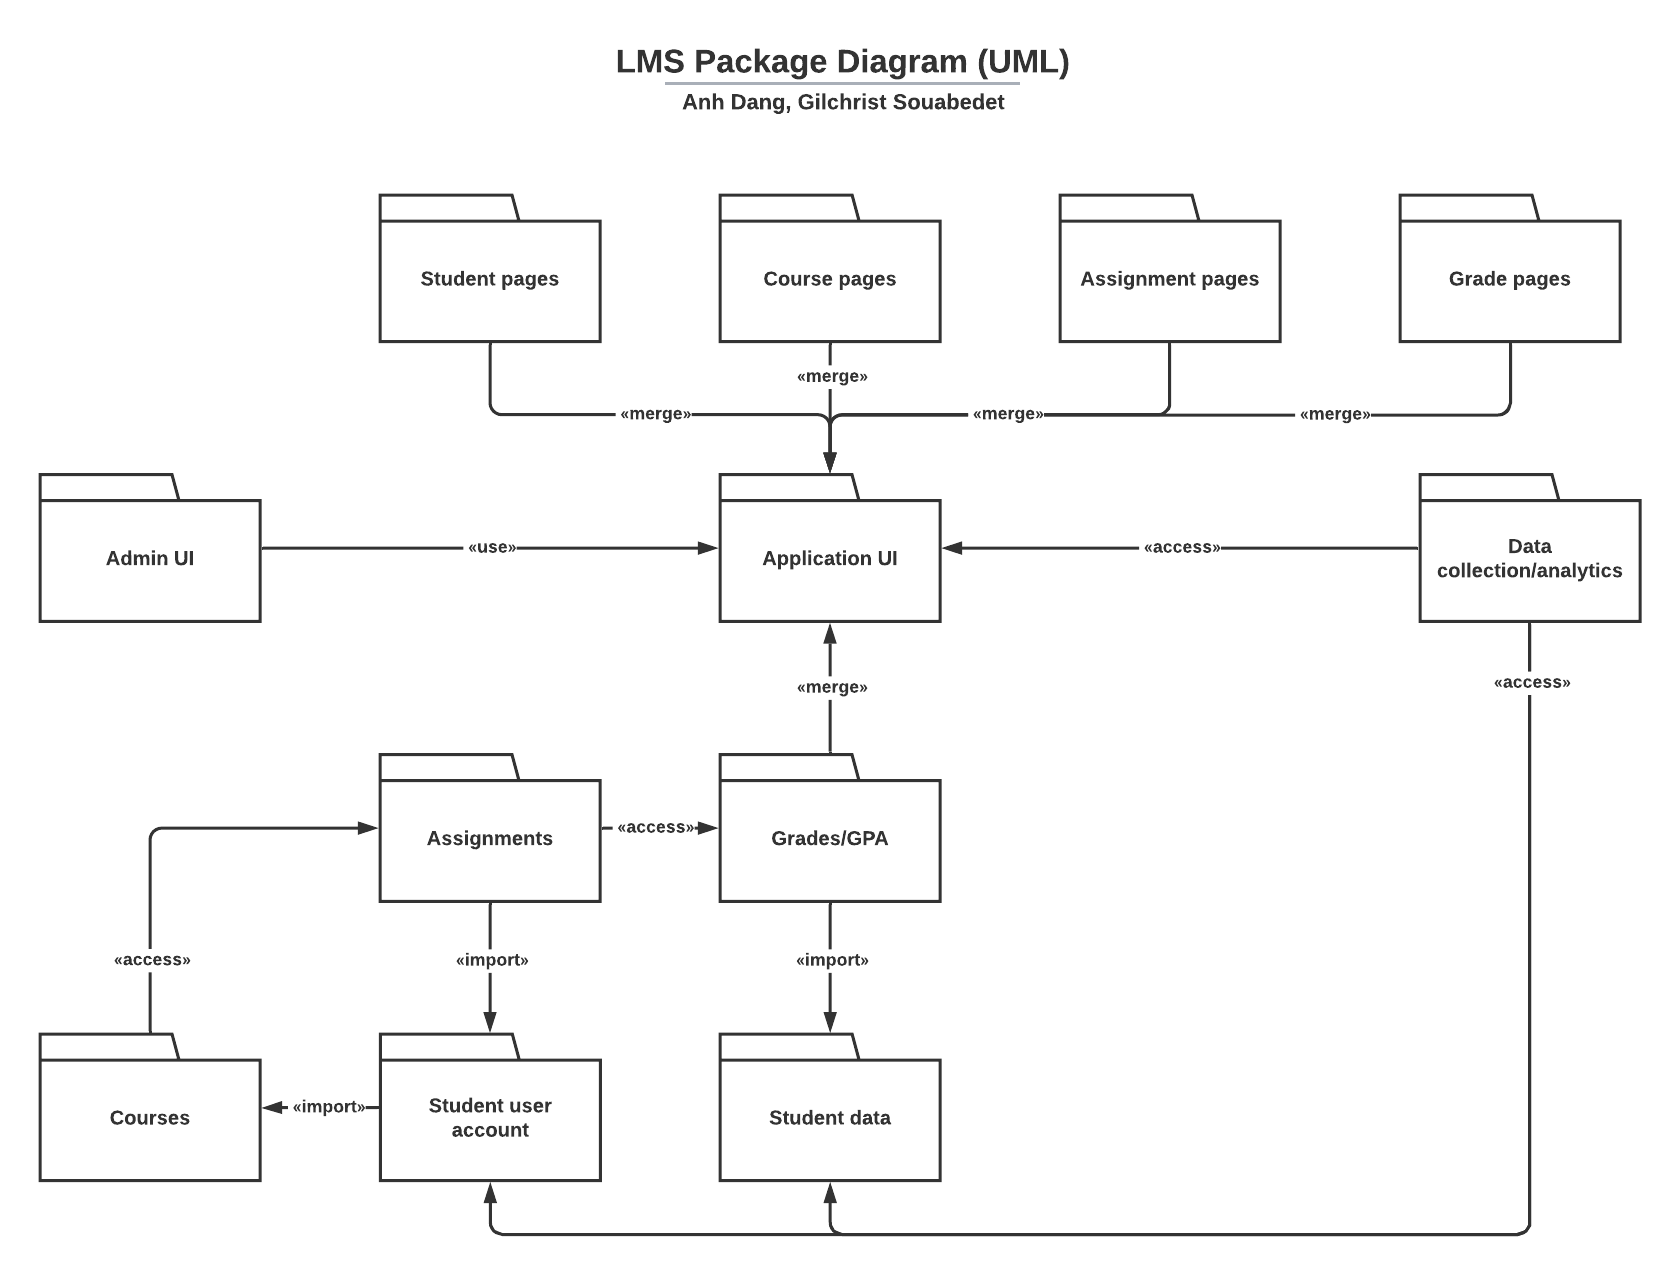 LMS Package Diagram (UML)
Anh Dang, Gilchrist Souabedet
Student pages
Course pages
Assignment pages
Grade pages
«merge»
«merge»
«merge»
«merge»
Admin UI
«use»
Application UI
«access»
Data
collection/analytics
«merge»
«access»
Assignments
«access»
Grades/GPA
«access»
«import»
«import»
Courses
«import»
Student user
account
Student data